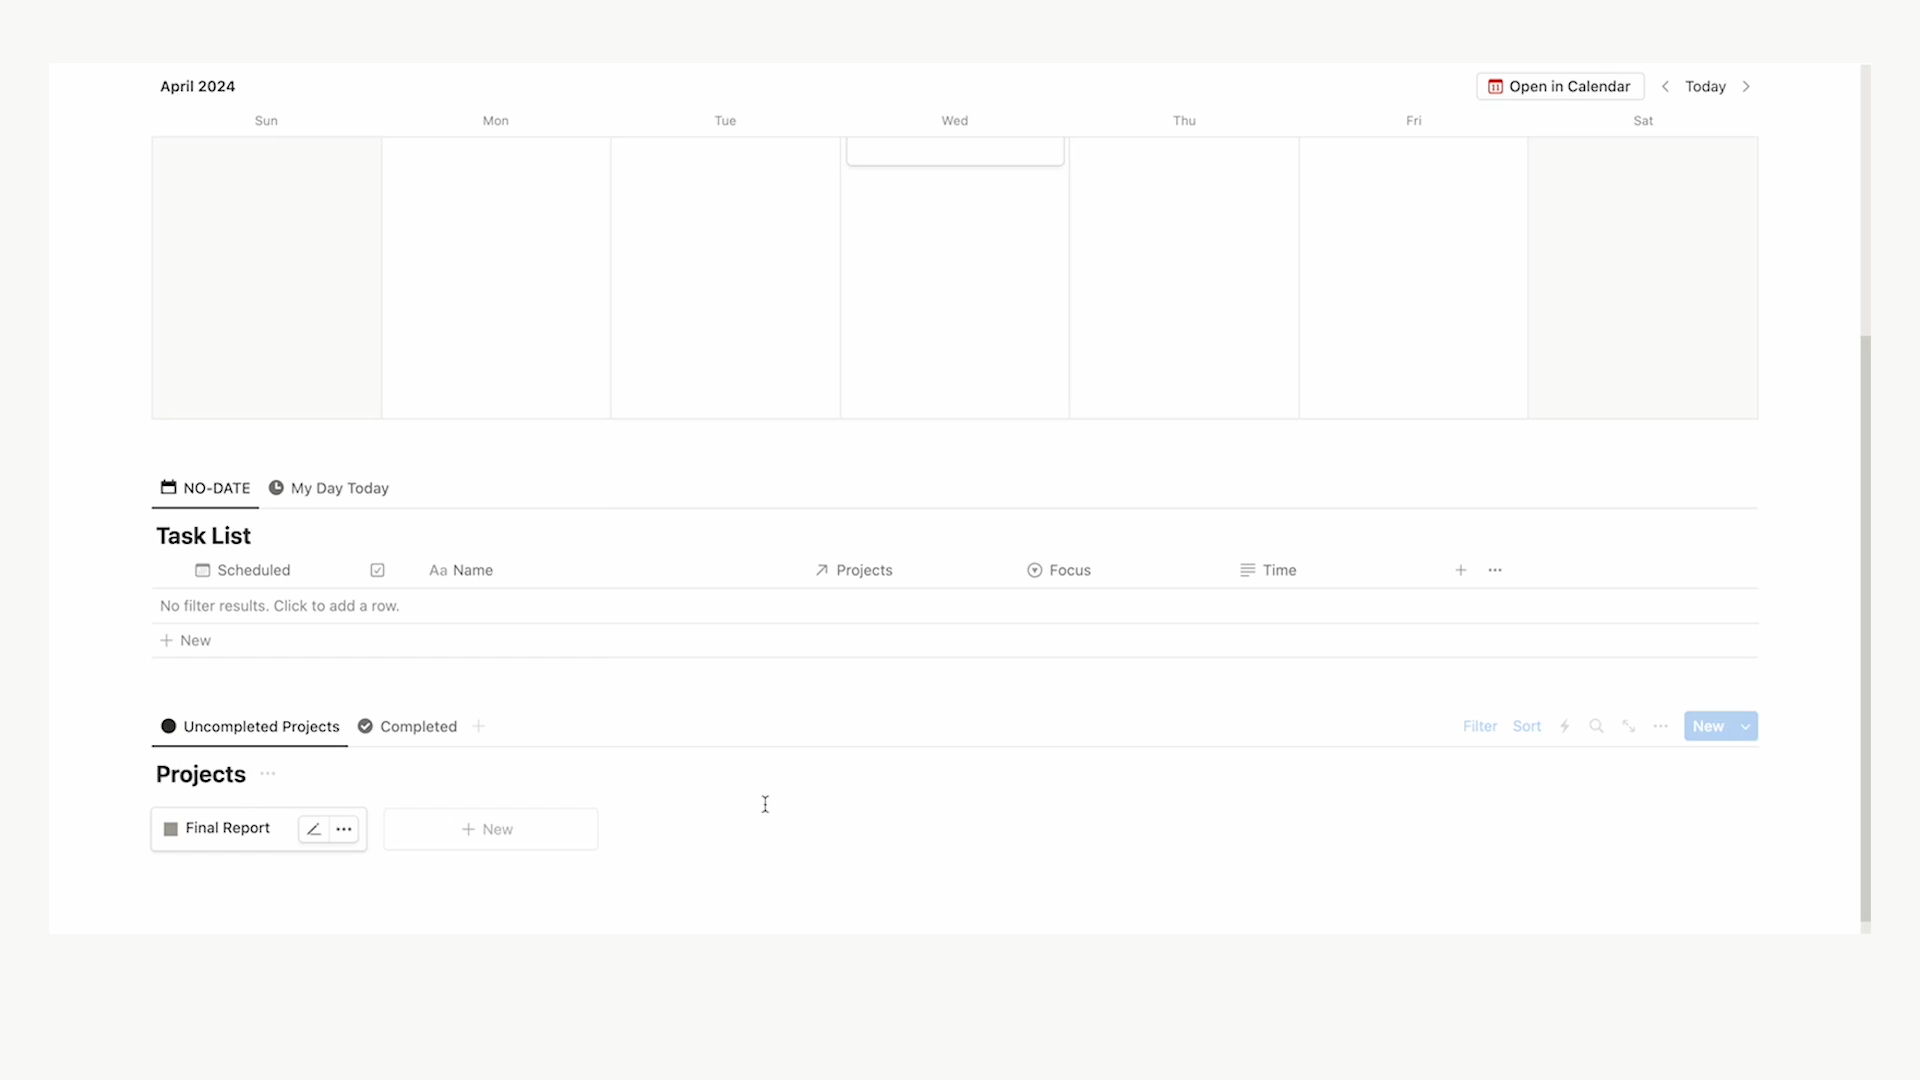 April 2024
Open in Calendar
Today
Sun Mon Tue Wed Thu Fri Sat
NO-DATE My Day Today
Task List
Scheduled Aa Name Projects Focus Time
No filter results. Click to add a row.
New
Uncompleted Projects Completed
Filter Sort New
Projects
Final Report
New